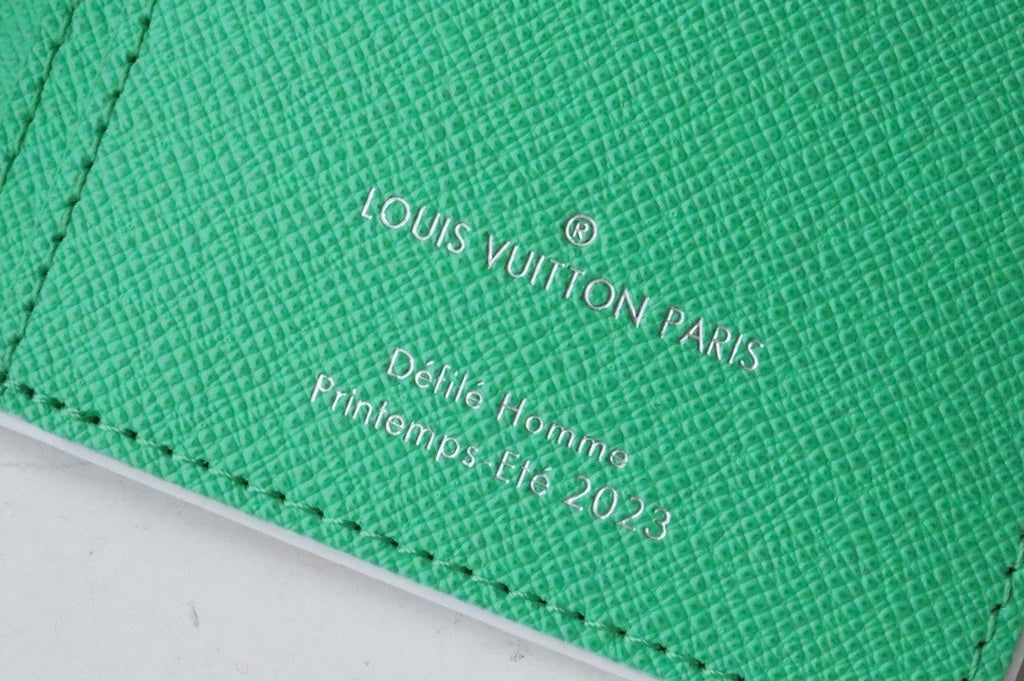 ®
LOUIS VUITTON PARIS
Défilé Homme
Printemps-Eté 2023